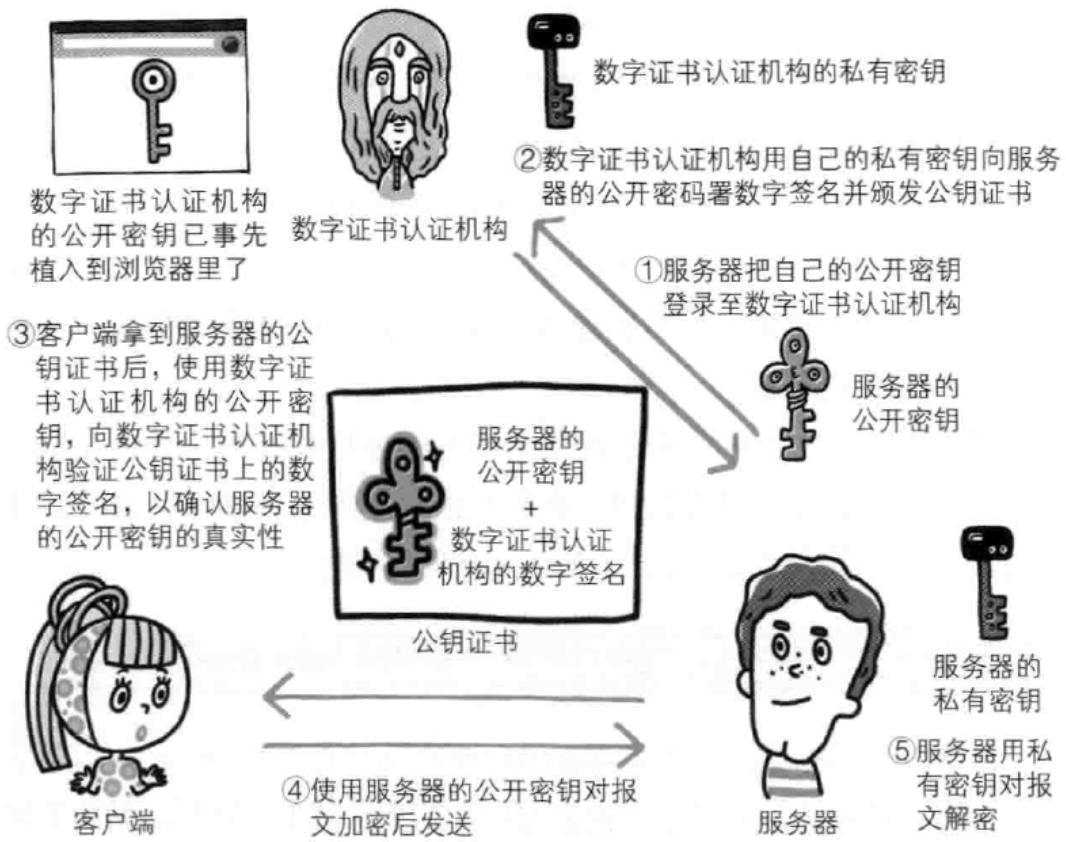 数字证书认证机构的私有密钥
②数字证书认证机构用自己的私有密钥向服务
器的公开密码署数字签名并颁发公钥证书
数字证书认证机构
的公开密钥已事先
植入到浏览器里了
数字证书认证机构
①服务器把自己的公开密钥
登录至数字证书认证机构
服务器的
公开密钥
③客户端拿到服务器的公
钥证书后，使用数字证
书认证机构的公开密
钥，向数字证书认证机
构验证公钥证书上的数
字签名，以确认服务器
的公开密钥的真实性
服务器的
公开密钥
+
数字证书认证
机构的数字签名
公钥证书
服务器的
私有密钥
④使用服务器的公开密钥对报
文加密后发送
⑤服务器用私
有密钥对报
文解密
客户端
服务器